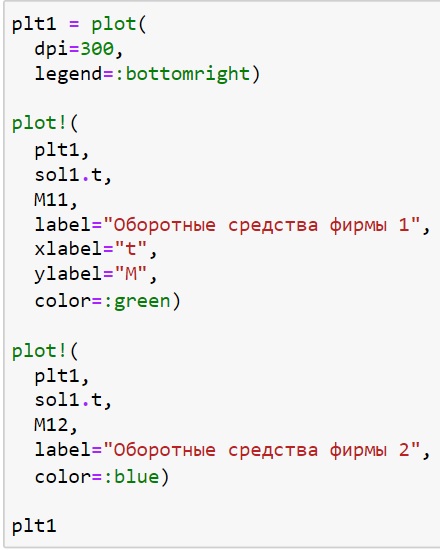 plt1 = plot(
  dpi=300,
  legend=:bottomright)

plot!(
  plt1,
  sol1.t,
  M11,
  label="Оборотные средства фирмы 1",
  xlabel="t",
  ylabel="M",
  color=:green)

plot!(
  plt1,
  sol1.t,
  M12,
  label="Оборотные средства фирмы 2",
  color=:blue)

plt1